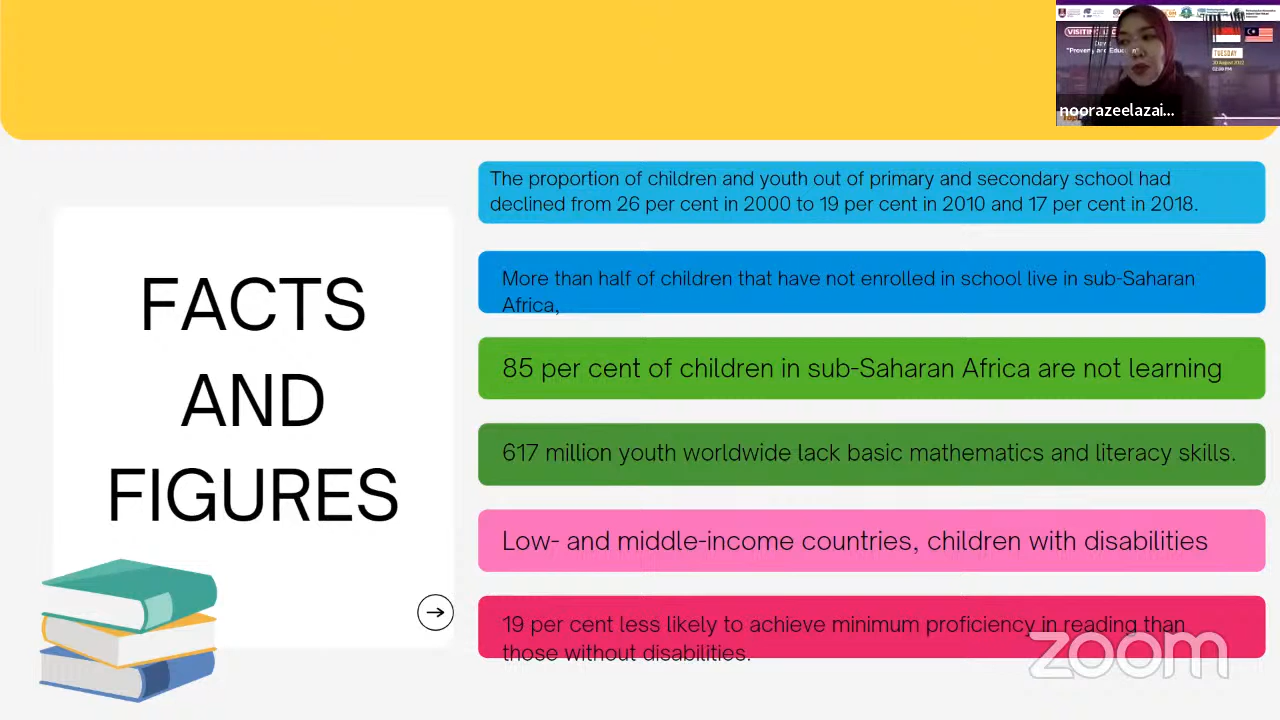 FACTS
AND
FIGURES
The proportion of children and youth out of primary and secondary school had
declined from 26 per cent in 2000 to 19 per cent in 2010 and 17 per cent in 2018.
More than half of children that have not enrolled in school live in sub-Saharan
Africa,
85 per cent of children in sub-Saharan Africa are not learning
617 million youth worldwide lack basic mathematics and literacy skills.
Low- and middle-income countries, children with disabilities
19 per cent less likely to achieve minimum proficiency in reading than
those without disabilities.
TUESDAY
noorazeelazai...
zoom